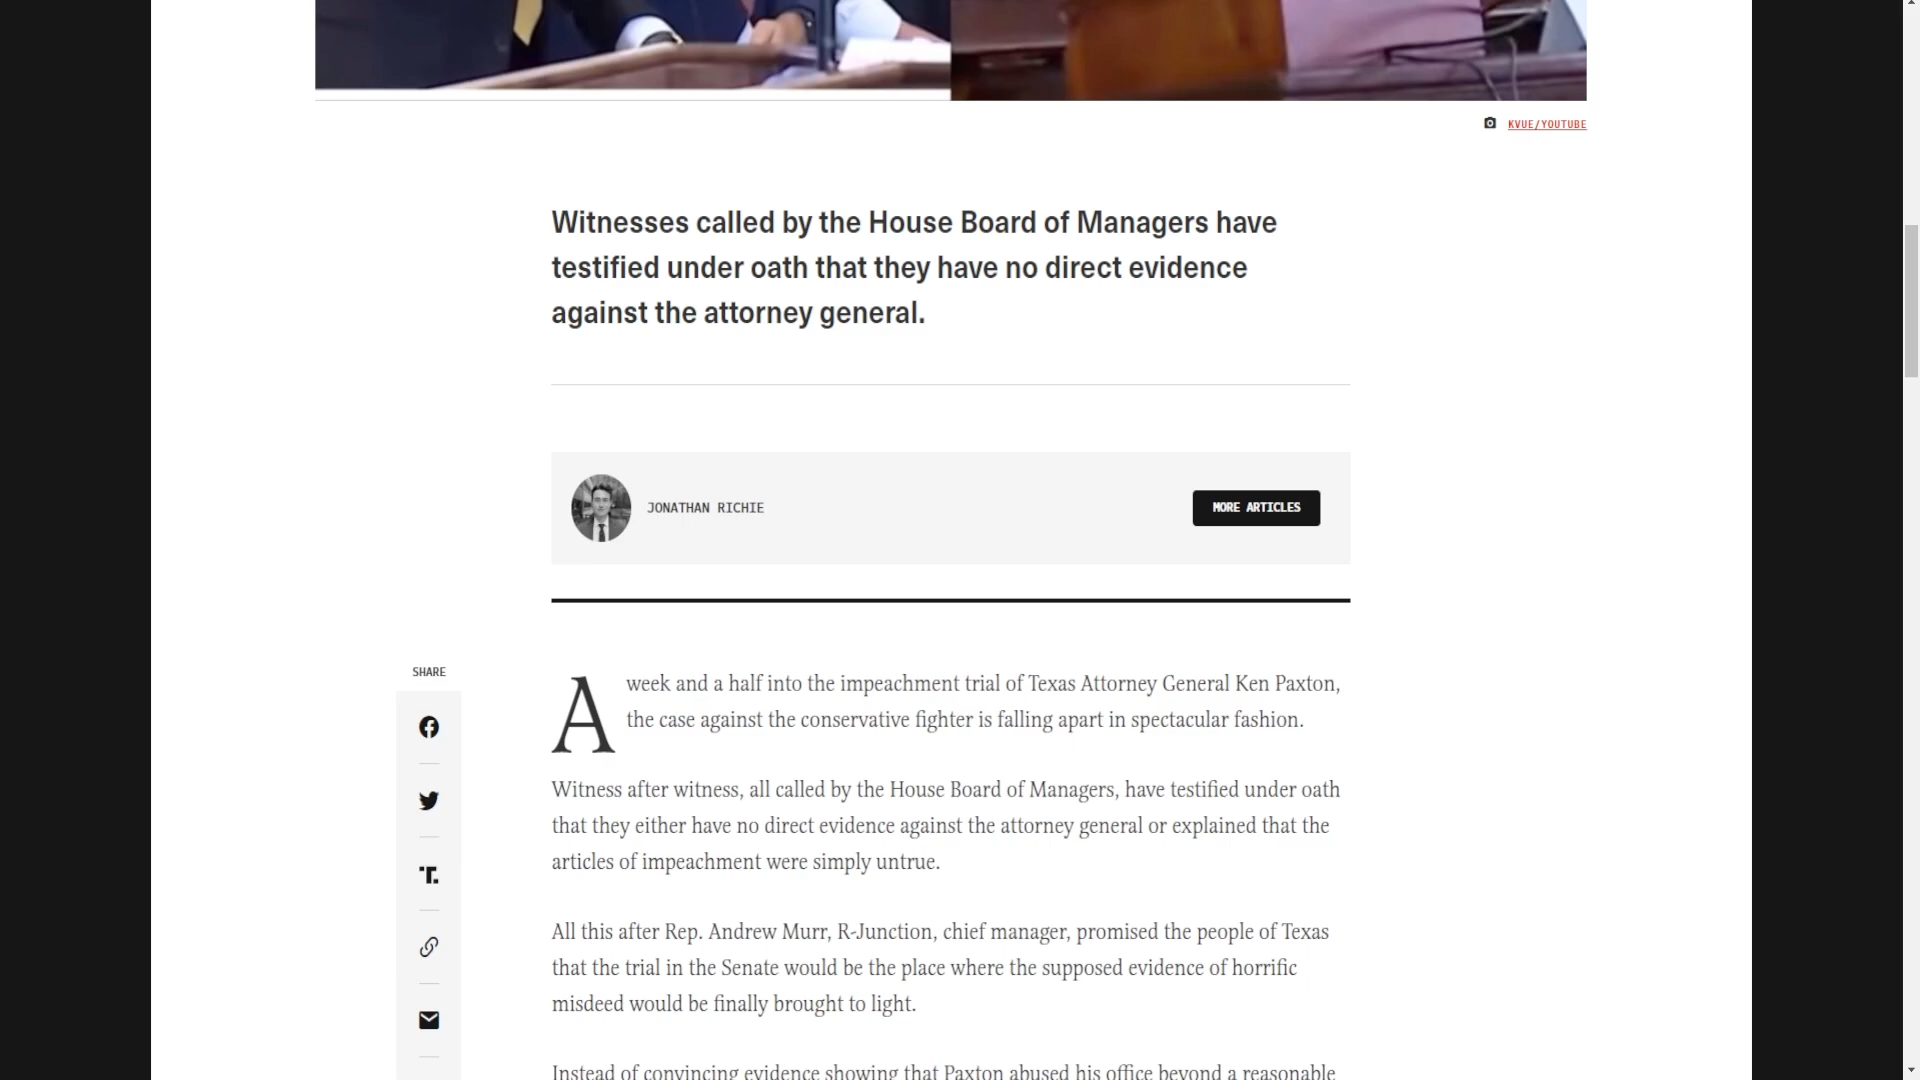 KVUE/YOUTUBE
Witnesses called by the House Board of Managers have
testified under oath that they have no direct evidence
against the attorney general.
JONATHAN RICHIE
MORE ARTICLES
SHARE
A week and a half into the impeachment trial of Texas Attorney General Ken Paxton,
the case against the conservative fighter is falling apart in spectacular fashion.
Witness after witness, all called by the House Board of Managers, have testified under oath
that they either have no direct evidence against the attorney general or explained that the
articles of impeachment were simply untrue.
All this after Rep. Andrew Murr, R-Junction, chief manager, promised the people of Texas
that the trial in the Senate would be the place where the supposed evidence of horrific
misdeed would be finally brought to light.
Instead of convincing evidence showing that Paxton abused his office beyond a reasonable
T.